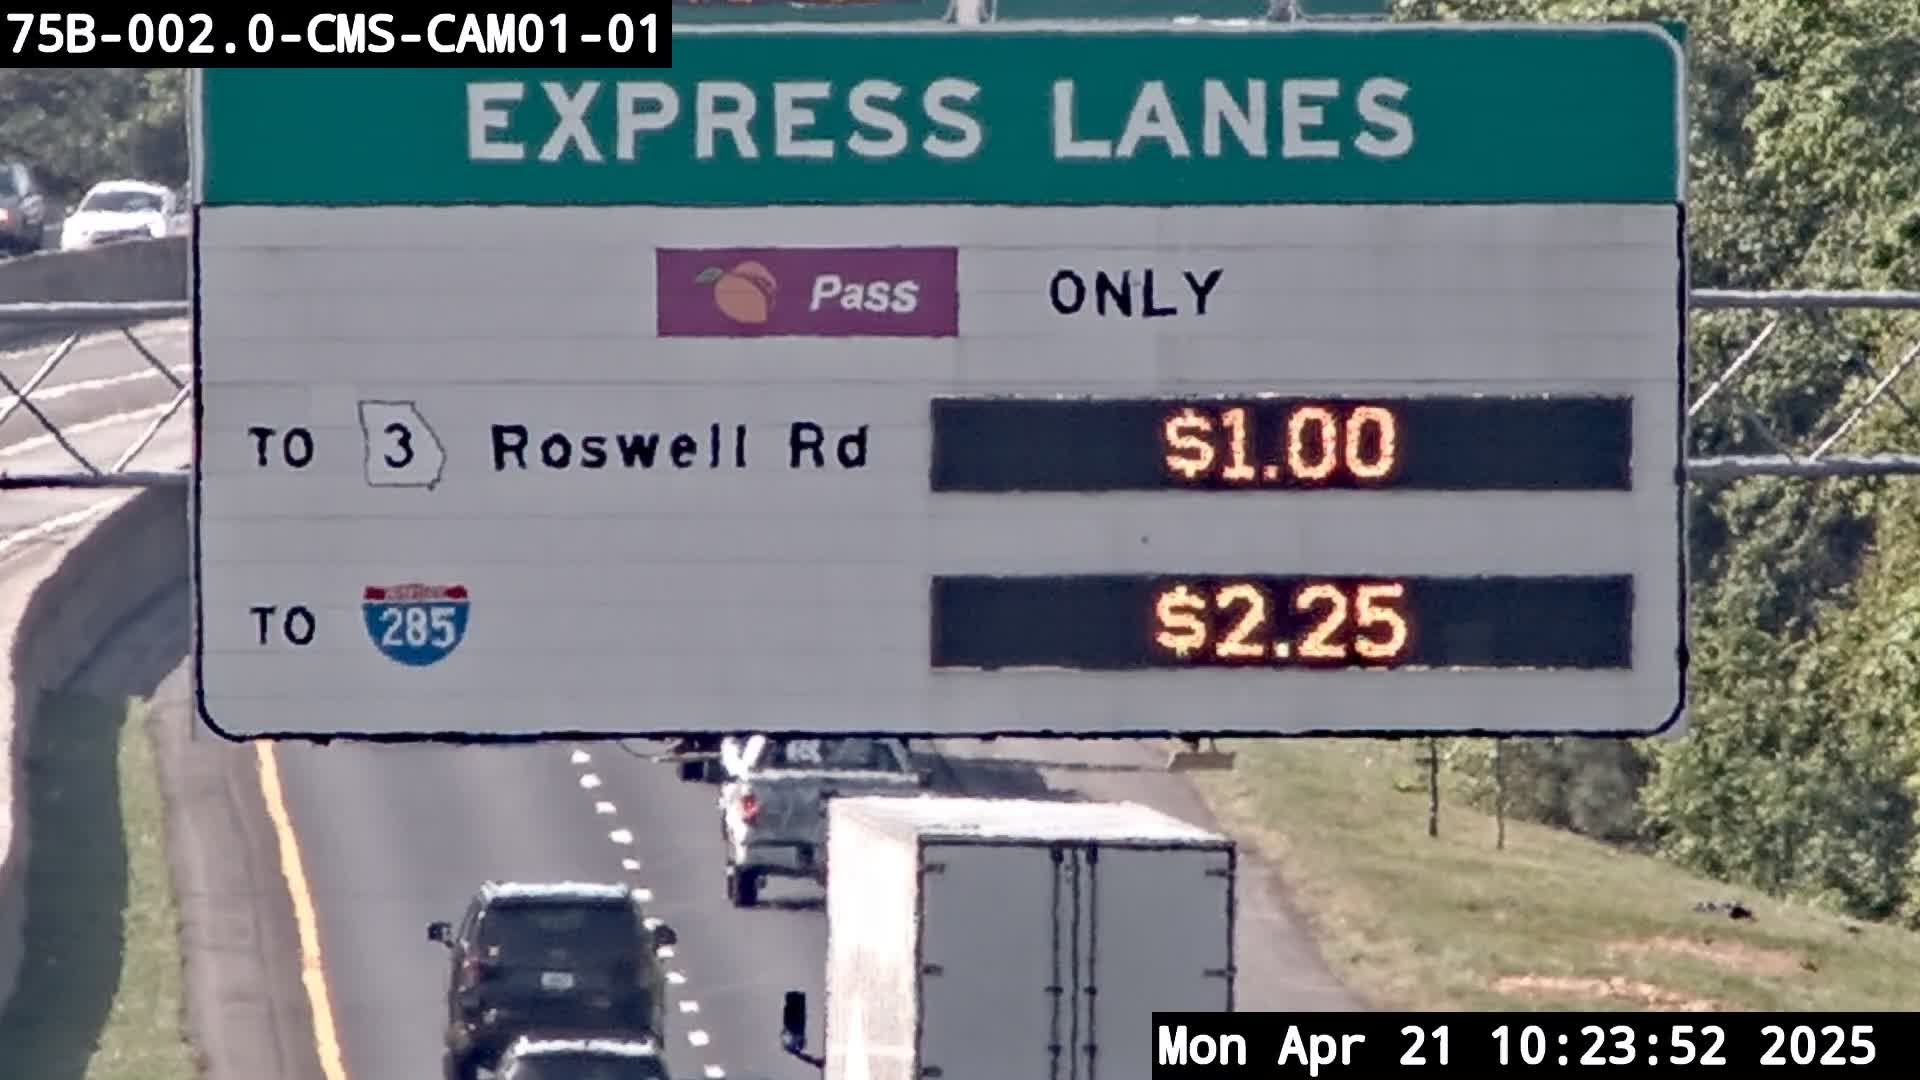 75B-002.0-CMS-CAM01-01
EXPRESS LANES
Pass ONLY
TO 3 Roswell Rd $1.00
TO 285 $2.25
Mon Apr 21 10:23:52 2025